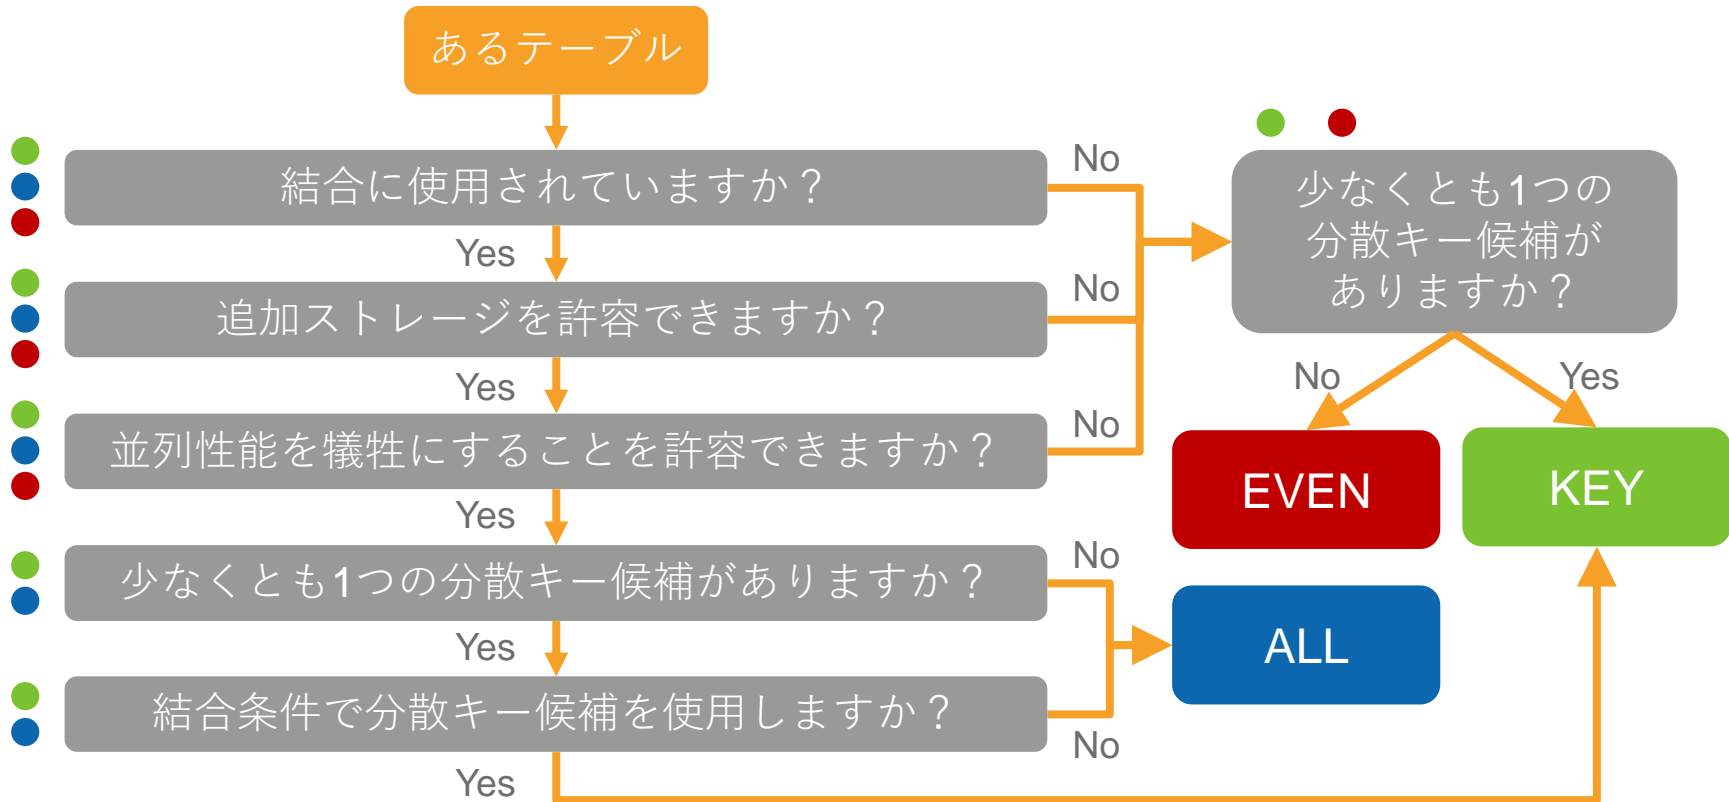 あるテーブル
結合に使用されていますか？
No
Yes
追加ストレージを許容できますか？
No
Yes
並列性能を犠牲にすることを許容できますか？
No
Yes
少なくとも1つの分散キー候補がありますか？
No
Yes
結合条件で分散キー候補を使用しますか？
No
Yes
少なくとも1つの
分散キー候補が
ありますか？
No
Yes
EVEN
KEY
ALL